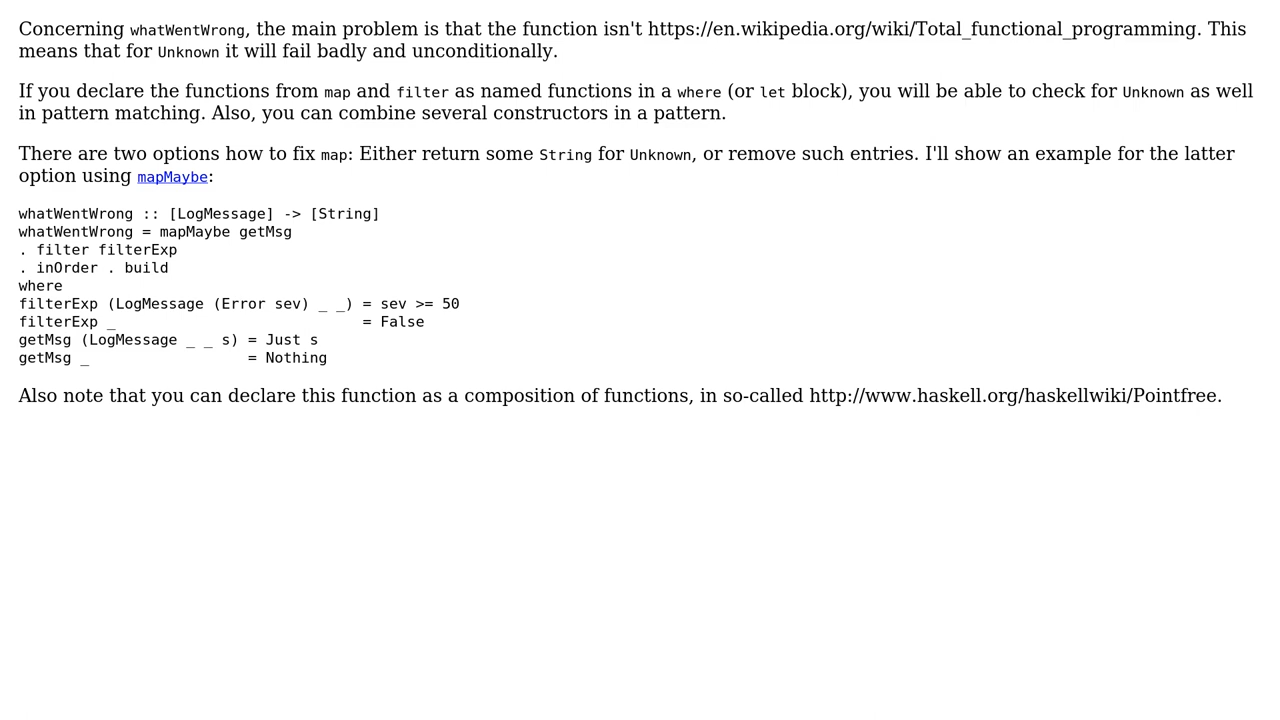 Concerning whatWentWrong, the main problem is that the function isn't https://en.wikipedia.org/wiki/Total_functional_programming. This
means that for Unknown it will fail badly and unconditionally.
If you declare the functions from map and filter as named functions in a where (or let block), you will be able to check for Unknown as well
in pattern matching. Also, you can combine several constructors in a pattern.
There are two options how to fix map: Either return some String for Unknown, or remove such entries. I'll show an example for the latter
option using mapMaybe:
whatWentWrong :: [LogMessage] -> [String]
whatWentWrong = mapMaybe getMsg
. filter filterExp
. inOrder . build
where
filterExp (LogMessage (Error sev) _ _) = sev >= 50
filterExp _                            = False
getMsg (LogMessage _ _ s) = Just s
getMsg _                  = Nothing
Also note that you can declare this function as a composition of functions, in so-called http://www.haskell.org/haskellwiki/Pointfree.